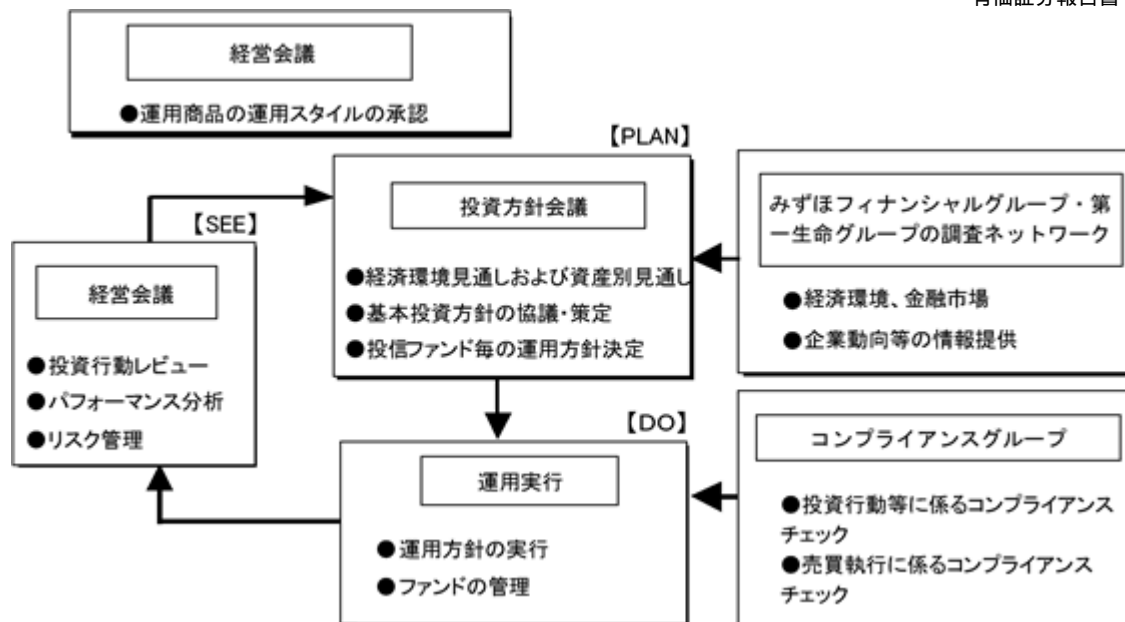 有価証券報告書
経営会議
●運用商品の運用スタイルの承認
【PLAN】
投資方針会議
●経済環境見通しおよび資産別見通し
●基本投資方針の協議・策定
●投信ファンド毎の運用方針決定
みずほフィナンシャルグループ・第
一生命グループの調査ネットワーク
●経済環境、金融市場
●企業動向等の情報提供
【SEE】
経営会議
●投資行動レビュー
●パフォーマンス分析
●リスク管理
【DO】
運用実行
●運用方針の実行
●ファンドの管理
コンプライアンスグループ
●投資行動等に係るコンプライアンス
チェック
●売買執行に係るコンプライアンス
チェック